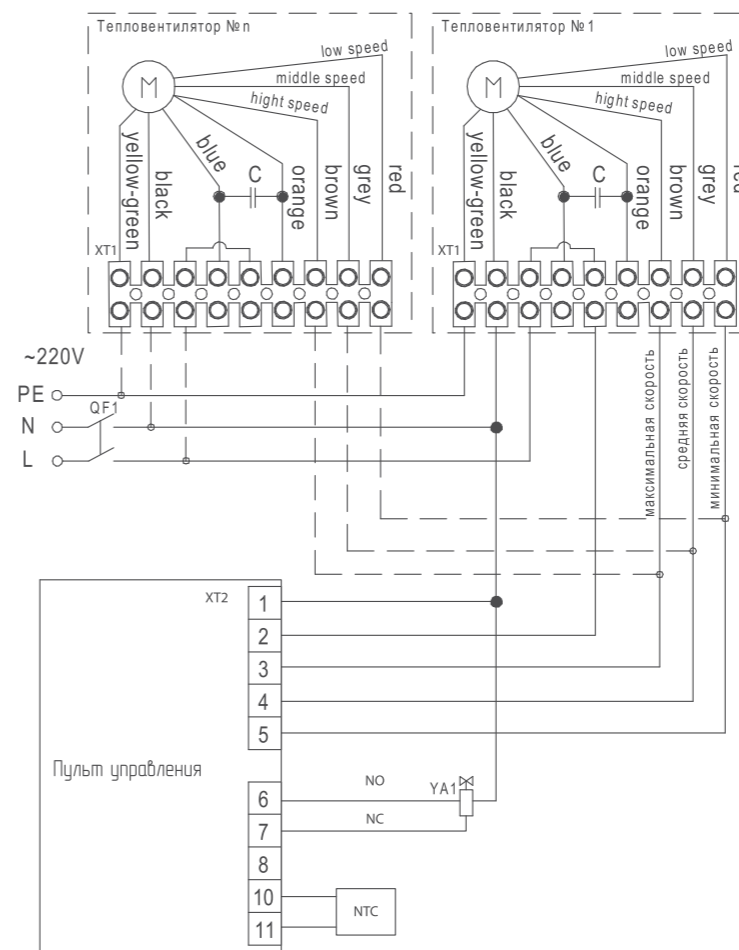 Тепловентилятор №n
low speed
middle speed
hight speed
M
yellow-green
black
blue
C
orange
brown
grey
red
XT1
Тепловентилятор №1
low speed
middle speed
hight speed
M
yellow-green
black
blue
C
orange
brown
grey
red
XT1
~220V
PE
N
QF1
L
максимальная скорость
средняя скорость
минимальная скорость
XT2
1
2
3
4
5
Пульт управления
6
NO
YA1
7
NC
8
10
NTC
11